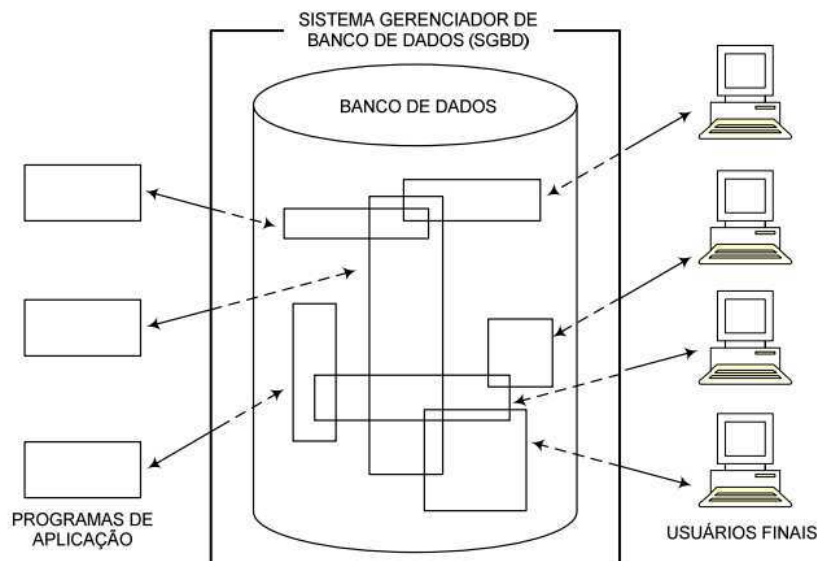 SISTEMA GERENCIADOR DE
BANCO DE DADOS (SGBD)
BANCO DE DADOS
PROGRAMAS DE
APLICAÇÃO
USUÁRIOS FINAIS